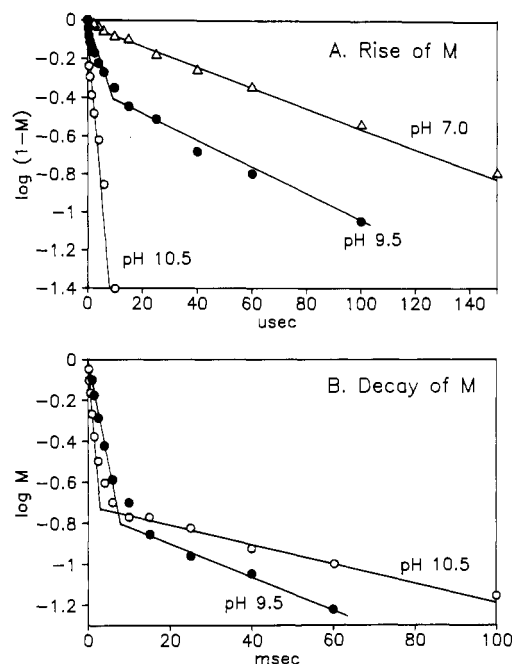 A. Rise of M
0
-0.2
-0.4
-0.6
-0.8
-1
-1.2
-1.4
log (1-M)
pH 7.0
pH 9.5
pH 10.5
0 20 40 60 80 100 120 140
usec
B. Decay of M
0
-0.2
-0.4
-0.6
-0.8
-1
-1.2
log M
pH 10.5
pH 9.5
0 20 40 60 80 100
msec